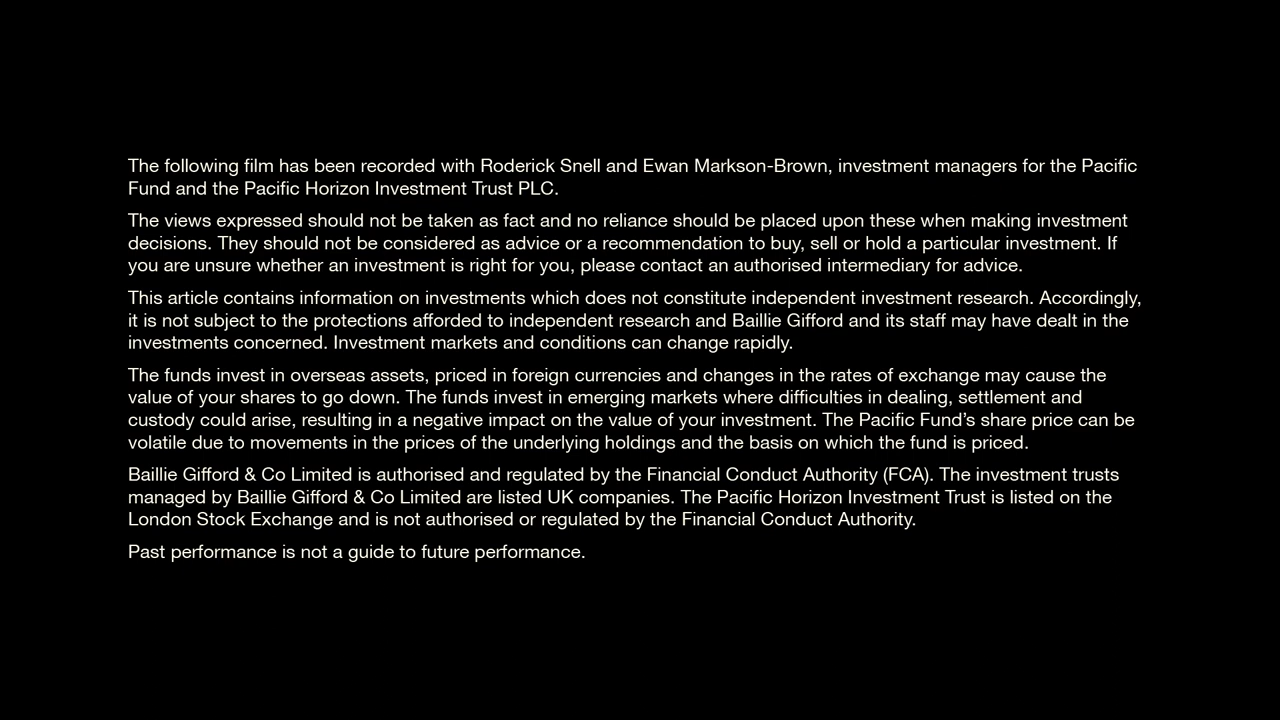 The following film has been recorded with Roderick Snell and Ewan Markson-Brown, investment managers for the Pacific
Fund and the Pacific Horizon Investment Trust PLC.
The views expressed should not be taken as fact and no reliance should be placed upon these when making investment
decisions. They should not be considered as advice or a recommendation to buy, sell or hold a particular investment. If
you are unsure whether an investment is right for you, please contact an authorised intermediary for advice.
This article contains information on investments which does not constitute independent investment research. Accordingly,
it is not subject to the protections afforded to independent research and Baillie Gifford and its staff may have dealt in the
investments concerned. Investment markets and conditions can change rapidly.
The funds invest in overseas assets, priced in foreign currencies and changes in the rates of exchange may cause the
value of your shares to go down. The funds invest in emerging markets where difficulties in dealing, settlement and
custody could arise, resulting in a negative impact on the value of your investment. The Pacific Fund’s share price can be
volatile due to movements in the prices of the underlying holdings and the basis on which the fund is priced.
Baillie Gifford & Co Limited is authorised and regulated by the Financial Conduct Authority (FCA). The investment trusts
managed by Baillie Gifford & Co Limited are listed UK companies. The Pacific Horizon Investment Trust is listed on the
London Stock Exchange and is not authorised or regulated by the Financial Conduct Authority.
Past performance is not a guide to future performance.